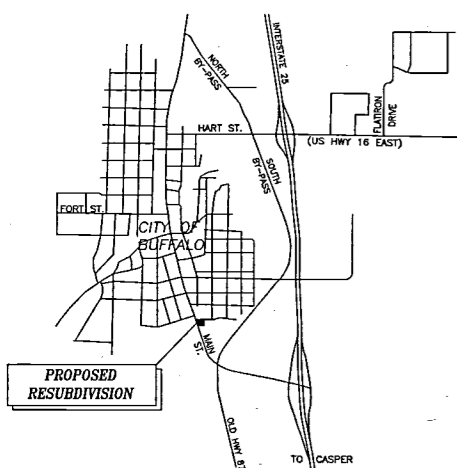 NORTH
BY-PASS
INTERSTATE 25
FLATIRON
DRIVE
HART ST.
(US HWY 16 EAST)
SOUTH
BY-PASS
FORT ST.
CITY OF
BUFFALO
MAIN
ST.
PROPOSED
RESUBDIVISION
OLD HWY 87
TO CASPER